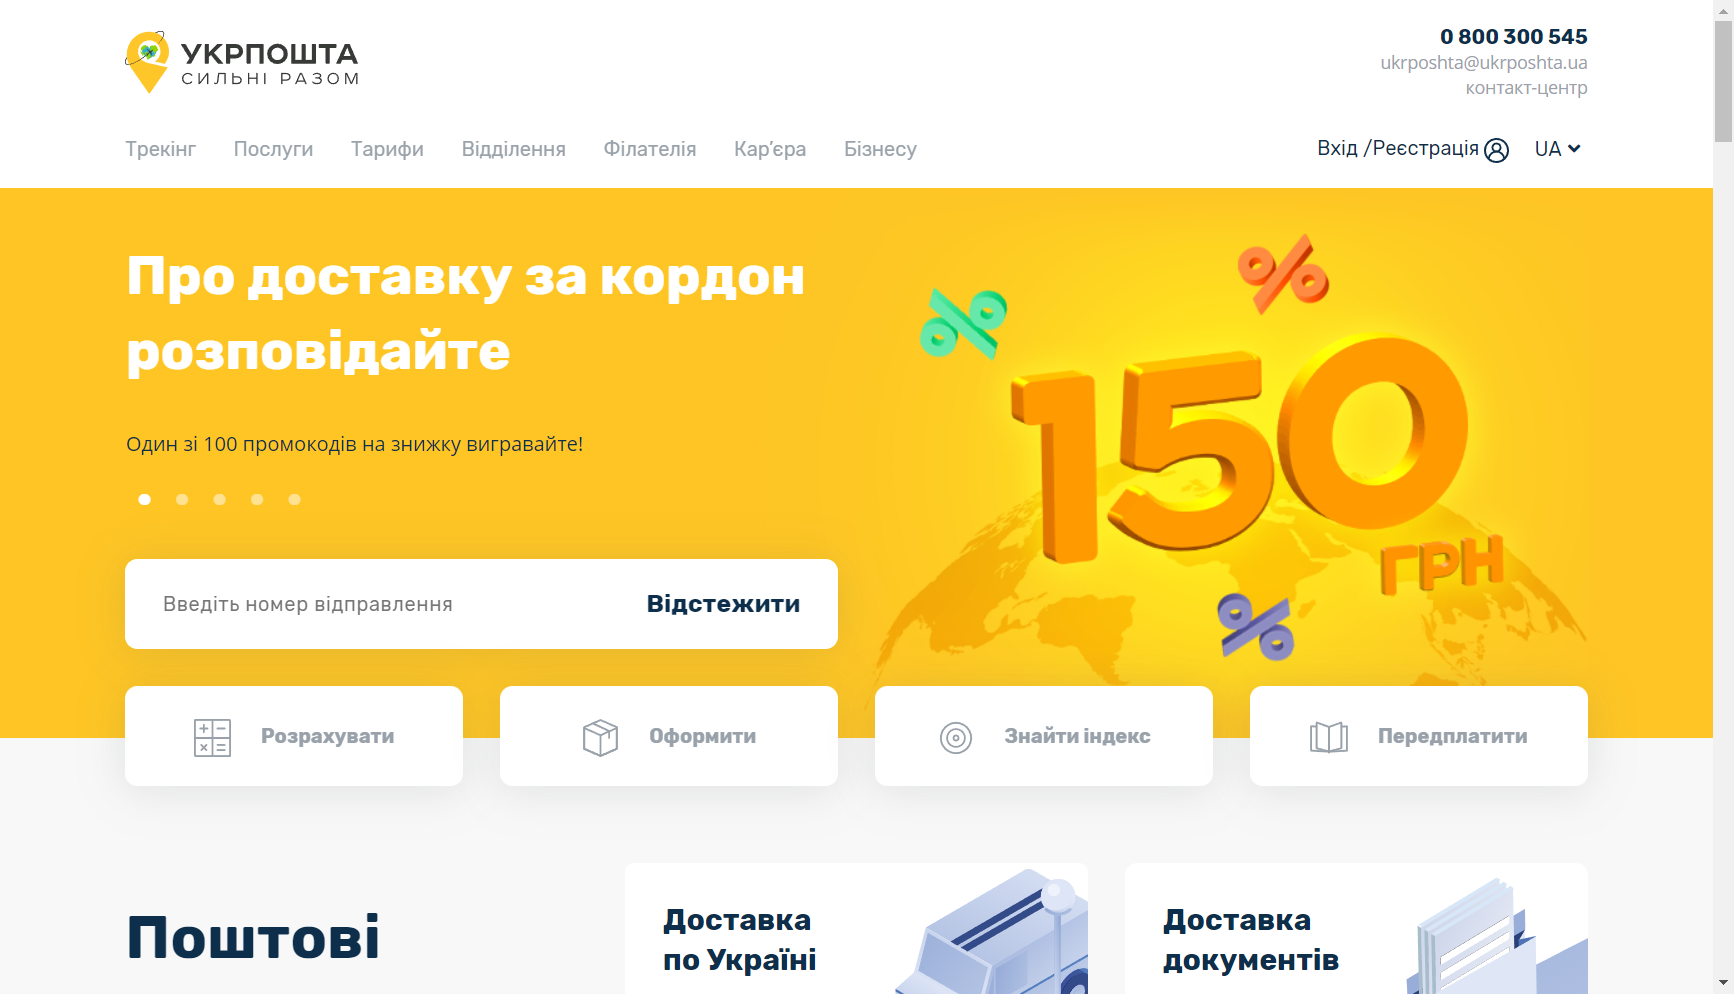 УКРПОШТА
СИЛЬНІ РАЗОМ
0 800 300 545
ukrposhta@ukrposhta.ua
контакт-центр
Трекінг Послуги Тарифи Відділення Філателія Кар'єра Бізнесу
Вхід /Реєстрація UA
Про доставку за кордон
розповідайте
Один зі 100 промокодів на знижку вигравайте!
%
%
150
ГРН
%
Введіть номер відправлення Відстежити
Розрахувати Оформити Знайти індекс Передплатити
Поштові
Доставка
по Україні
Доставка
документів